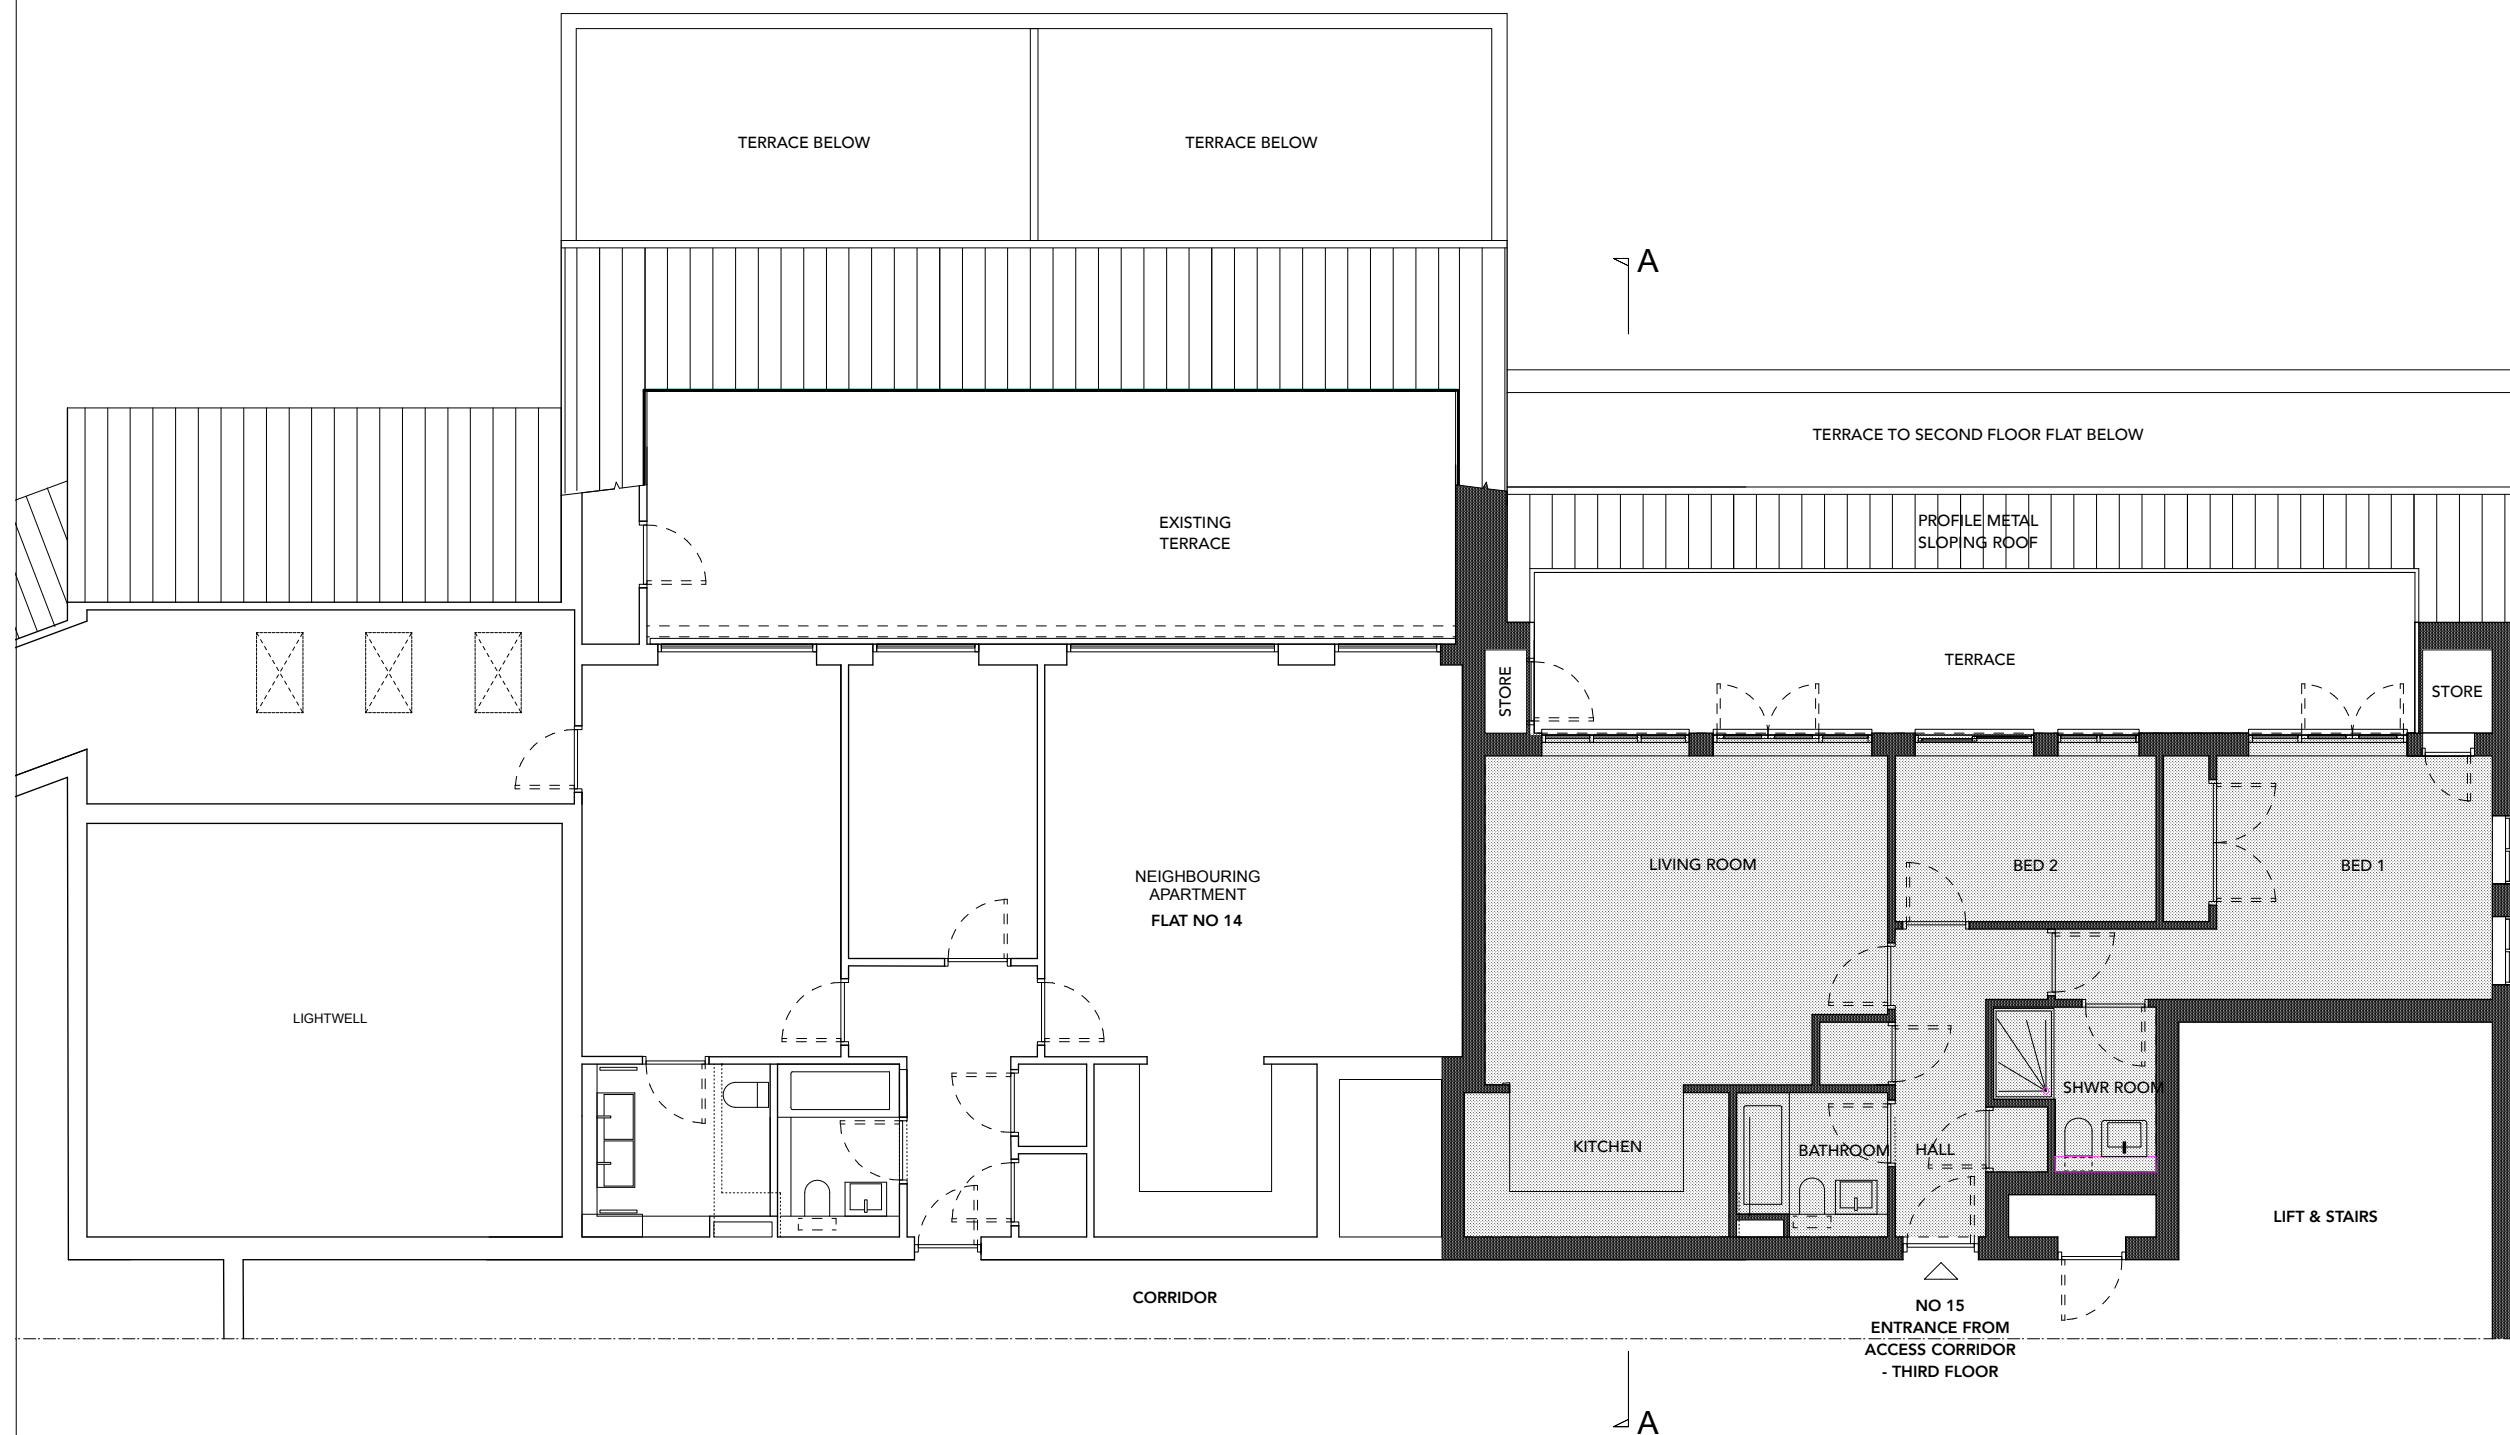 TERRACE BELOW
TERRACE BELOW
A
TERRACE TO SECOND FLOOR FLAT BELOW
EXISTING
TERRACE
PROFILE METAL
SLOPING ROOF
TERRACE
STORE
STORE
LIVING ROOM
BED 2
BED 1
NEIGHBOURING
APARTMENT
FLAT NO 14
LIGHTWELL
SHWR ROOM
KITCHEN
BATHROOM
HALL
LIFT & STAIRS
CORRIDOR
NO 15
ENTRANCE FROM
ACCESS CORRIDOR
- THIRD FLOOR
A